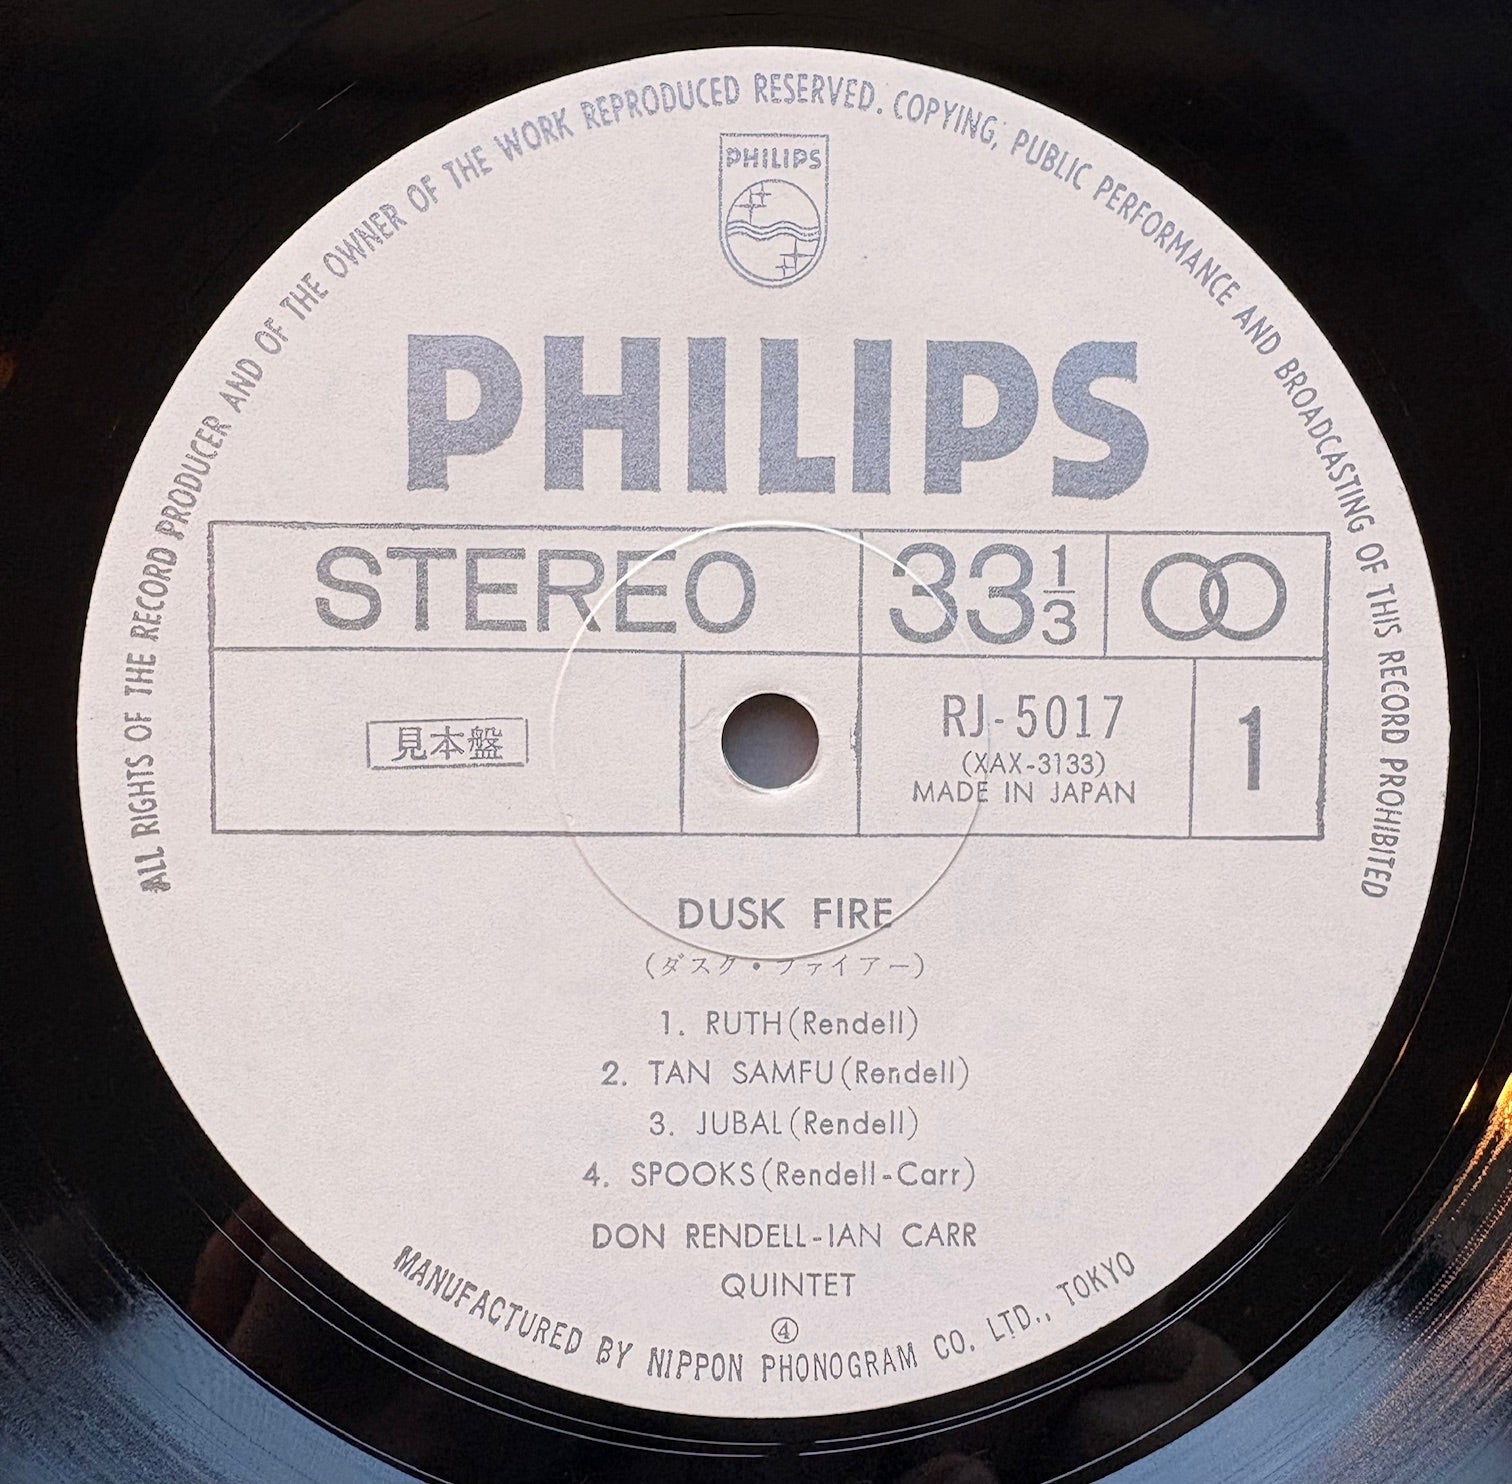 ALL RIGHTS OF THE RECORD PRODUCER AND OF THE OWNER OF THE WORK REPRODUCED RESERVED. COPYING, PUBLIC PERFORMANCE AND BROADCASTING OF THIS RECORD PROHIBITED
PHILIPS
PHILIPS
STEREO 33 1/3
見本盤
RJ-5017
(XAX-3133)
MADE IN JAPAN
1
DUSK FIRE
(ダスク・ファイアー)
1. RUTH (Rendell)
2. TAN SAMFU (Rendell)
3. JUBAL (Rendell)
4. SPOOKS (Rendell-Carr)
DON RENDELL-IAN CARR
QUINTET
④
MANUFACTURED BY NIPPON PHONOGRAM CO. LTD., TOKYO